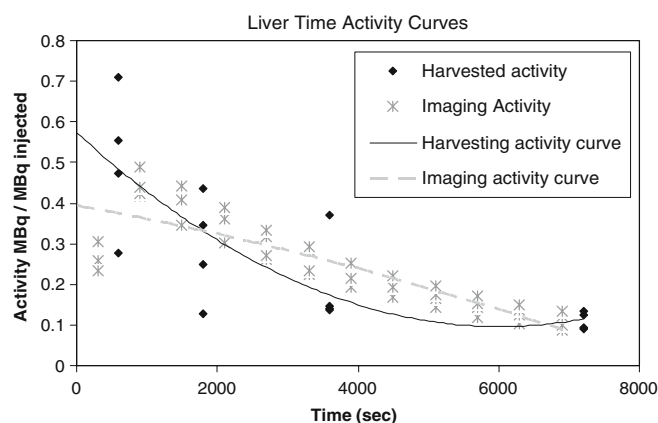 Liver Time Activity Curves
0.8
0.7
0.6
0.5
0.4
0.3
0.2
0.1
0
Activity MBq / MBq injected
Harvested activity
Imaging Activity
Harvesting activity curve
Imaging activity curve
0 2000 4000 6000 8000
Time (sec)